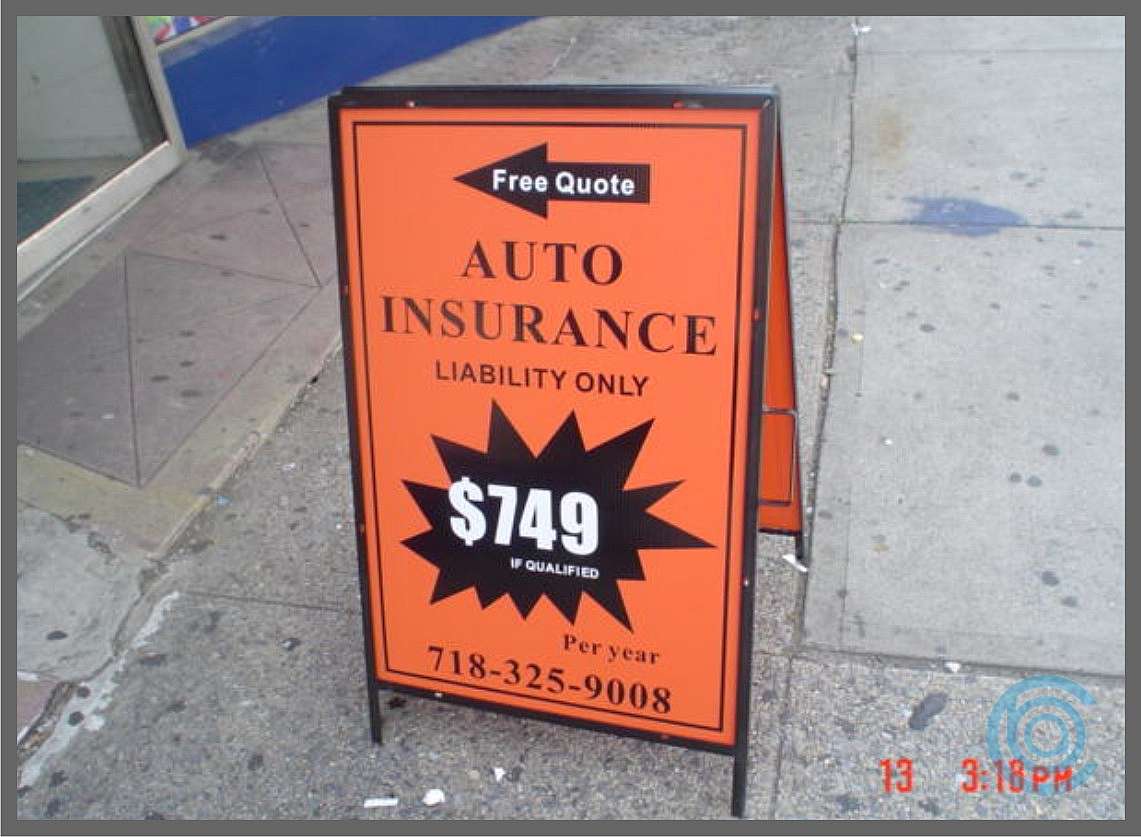 Free Quote
AUTO
INSURANCE
LIABILITY ONLY
$749
IF QUALIFIED
Per year
718-325-9008
13 3:18PM